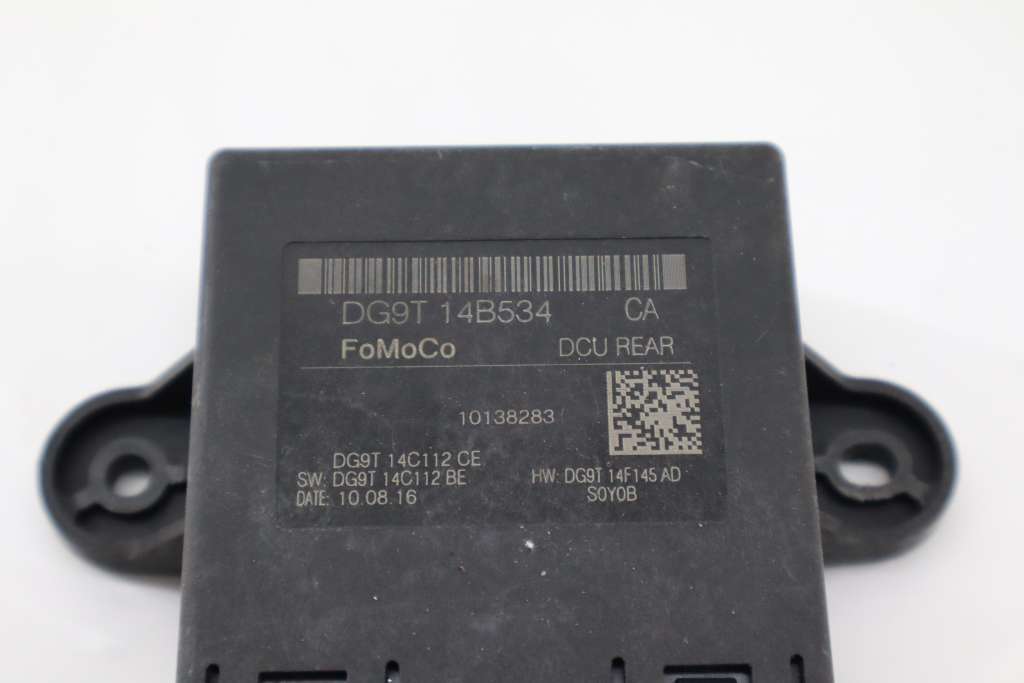 DG9T 14B534 CA
FoMoCo DCU REAR
10138283
DG9T 14C112 CE
SW: DG9T 14C112 BE HW: DG9T 14F145 AD
DATE: 10.08.16 S0Y0B